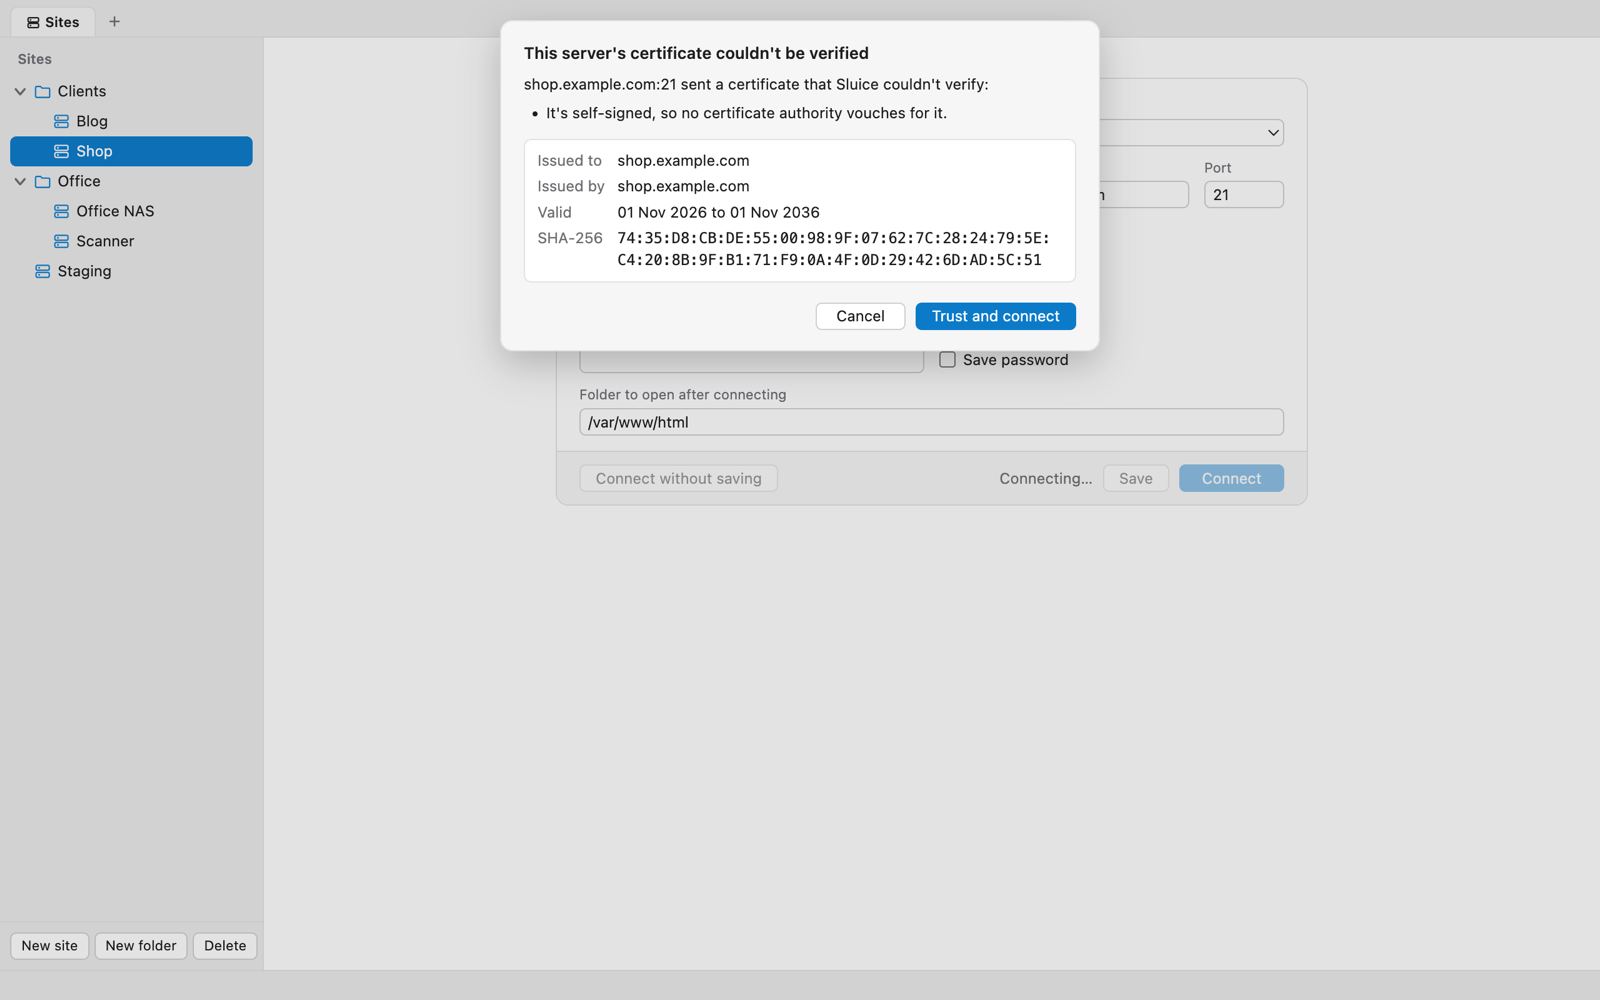 Sites
Sites
Clients
Blog
Shop
Office
Office NAS
Scanner
Staging
New site
New folder
Delete
This server's certificate couldn't be verified
shop.example.com:21 sent a certificate that Sluice couldn't verify:
• It's self-signed, so no certificate authority vouches for it.
Issued to shop.example.com
Issued by shop.example.com
Valid 01 Nov 2026 to 01 Nov 2036
SHA-256 74:35:D8:CB:DE:55:00:98:9F:07:62:7C:28:24:79:5E:
C4:20:8B:9F:B1:71:F9:0A:4F:0D:29:42:6D:AD:5C:51
Cancel
Trust and connect
Port
21
Save password
Folder to open after connecting
/var/www/html
Connect without saving
Connecting...
Save
Connect